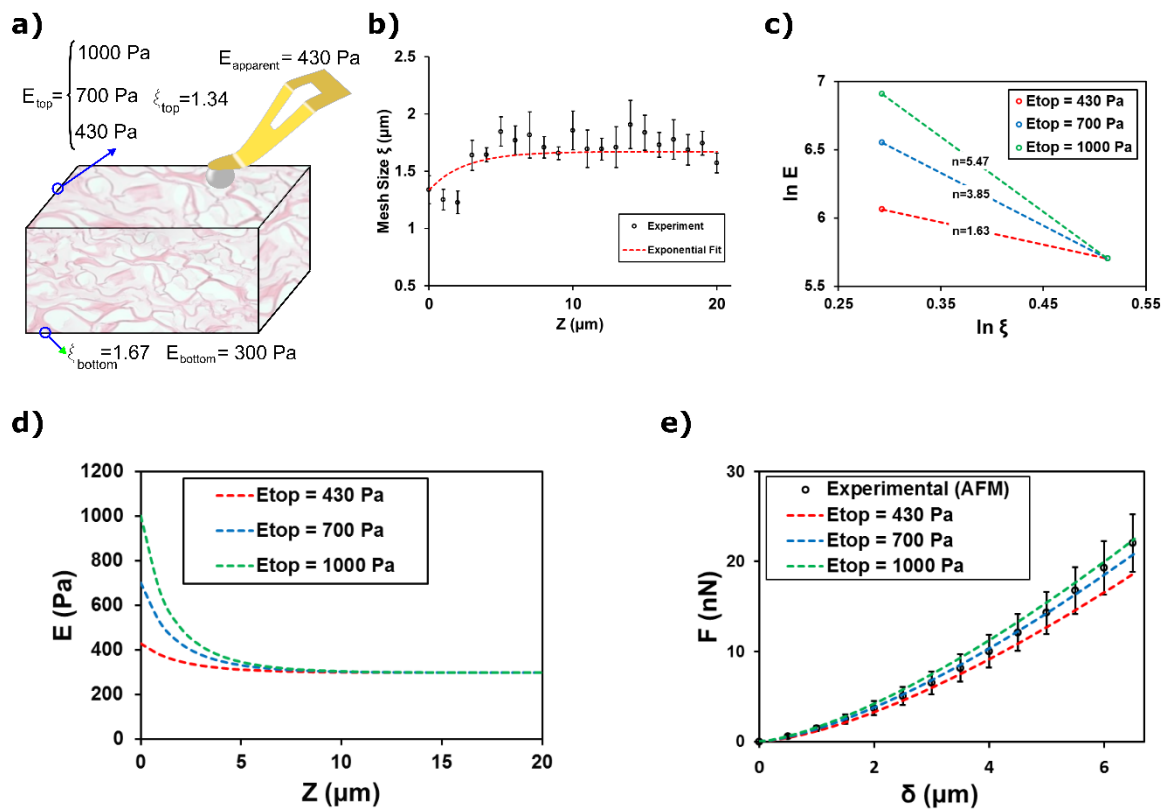 a)
1000 Pa
E_top= 700 Pa ξ_top=1.34
430 Pa
E_apparent= 430 Pa
ξ_bottom=1.67 E_bottom= 300 Pa
b)
Mesh Size ξ (µm)
2.5
2
1.5
1
0.5
0 10 20
Z (µm)
Experiment
Exponential Fit
c)
ln E
7
6.5
6
5.5
0.25 0.35 0.45 0.55
ln ξ
Etop = 430 Pa
Etop = 700 Pa
Etop = 1000 Pa
n=5.47
n=3.85
n=1.63
d)
E (Pa)
1200
1000
800
600
400
200
0
0 5 10 15 20
Z (µm)
Etop = 430 Pa
Etop = 700 Pa
Etop = 1000 Pa
e)
F (nN)
30
20
10
0
0 2 4 6
δ (µm)
Experimental (AFM)
Etop = 430 Pa
Etop = 700 Pa
Etop = 1000 Pa